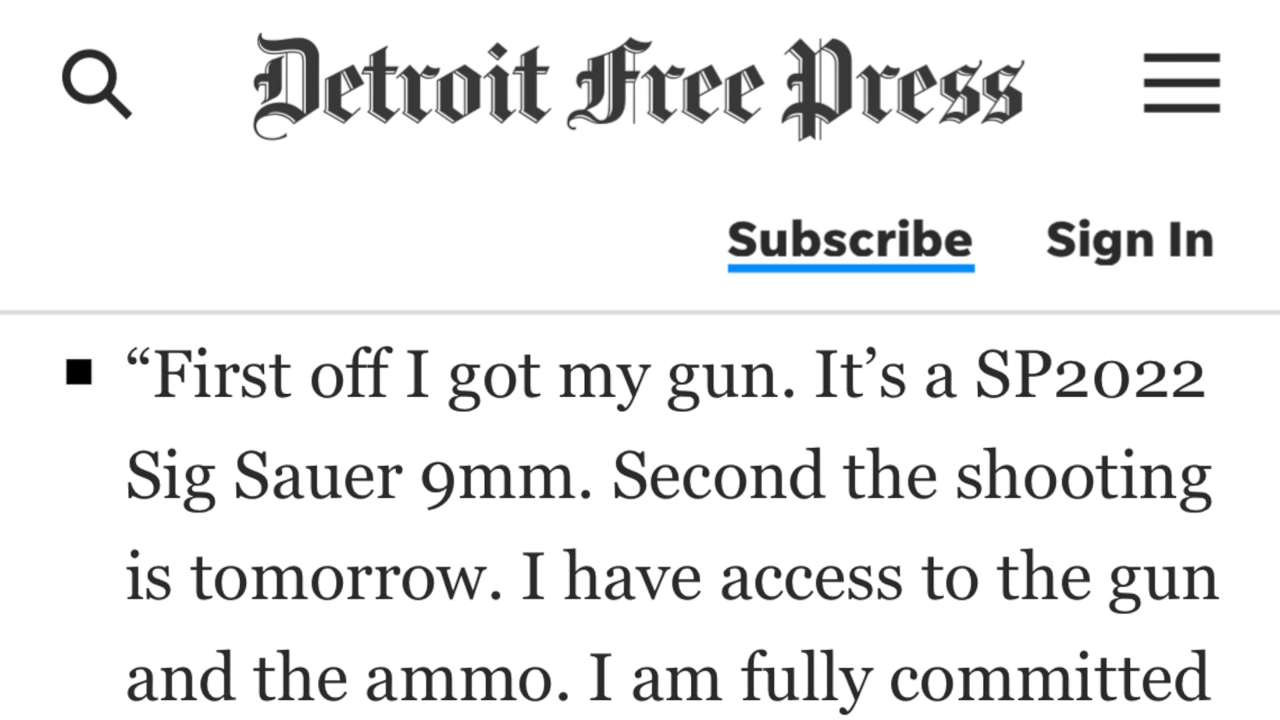 Detroit Free Press
Subscribe Sign In
“First off I got my gun. It’s a SP2022
Sig Sauer 9mm. Second the shooting
is tomorrow. I have access to the gun
and the ammo. I am fully committed